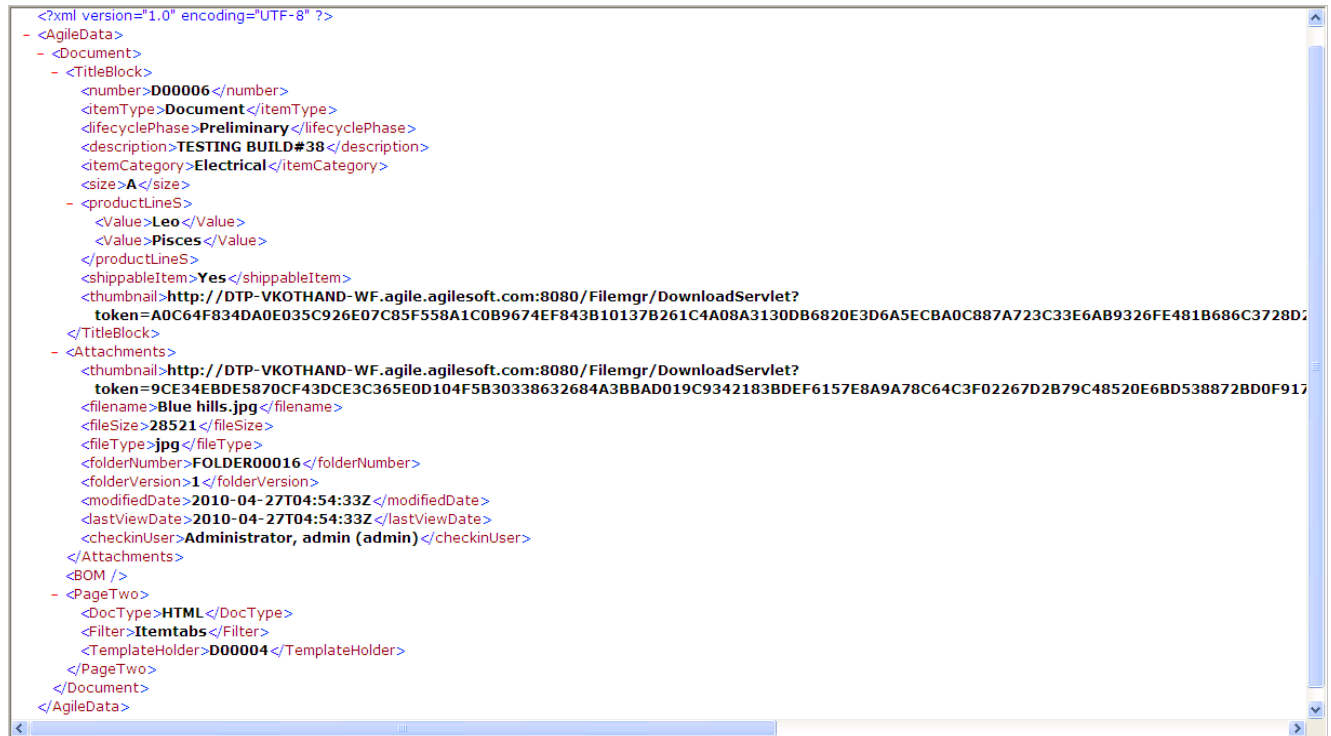 <?xml version="1.0" encoding="UTF-8" ?>
- <AgileData>
- <Document>
- <TitleBlock>
<number>D00006</number>
<itemType>Document</itemType>
<lifecyclePhase>Preliminary</lifecyclePhase>
<description>TESTING BUILD#38</description>
<itemCategory>Electrical</itemCategory>
<size>A</size>
- <productLineS>
<Value>Leo</Value>
<Value>Pisces</Value>
</productLineS>
<shippableItem>Yes</shippableItem>
<thumbnail>http://DTP-VKOTHAND-WF.agile.agilesoft.com:8080/Filemgr/DownloadServlet?
token=A0C64F834DA0E035C926E07C85F558A1C0B9674EF843B10137B261C4A08A3130DB6820E3D6A5ECBA0C887A723C33E6AB9326FE481B686C3728D2
</TitleBlock>
- <Attachments>
<thumbnail>http://DTP-VKOTHAND-WF.agile.agilesoft.com:8080/Filemgr/DownloadServlet?
token=9CE34EBDE5870CF43DCE3C365E0D104F5B30338632684A3BBAD019C9342183BDEF6157E8A9A78C64C3F02267D2B79C48520E6BD538872BD0F917
<filename>Blue hills.jpg</filename>
<fileSize>28521</fileSize>
<fileType>jpg</fileType>
<folderNumber>FOLDER00016</folderNumber>
<folderVersion>1</folderVersion>
<modifiedDate>2010-04-27T04:54:33Z</modifiedDate>
<lastViewDate>2010-04-27T04:54:33Z</lastViewDate>
<checkinUser>Administrator, admin (admin)</checkinUser>
</Attachments>
<BOM />
- <PageTwo>
<DocType>HTML</DocType>
<Filter>Itemtabs</Filter>
<TemplateHolder>D00004</TemplateHolder>
</PageTwo>
</Document>
</AgileData>